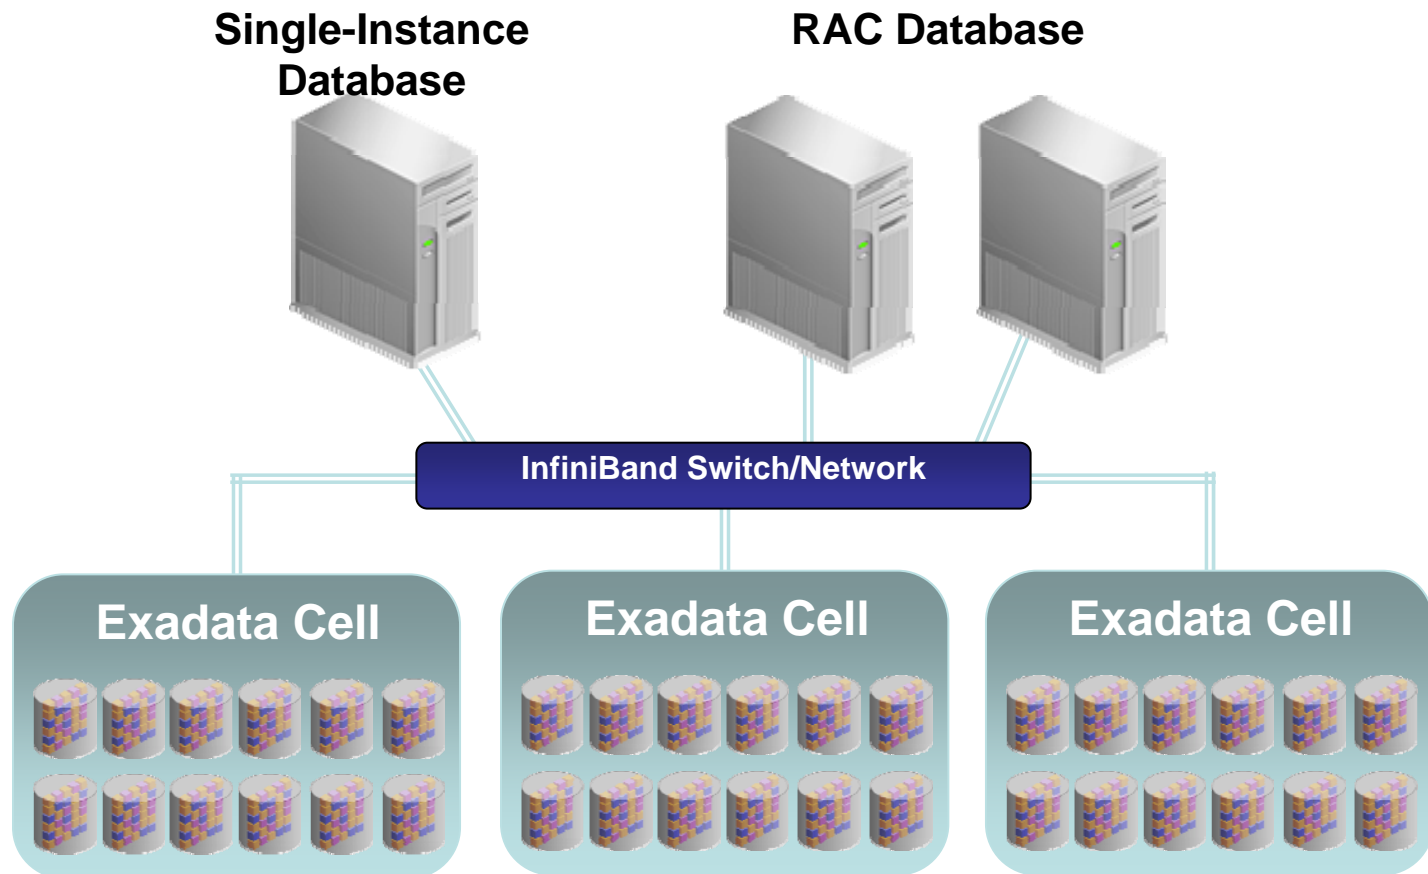 Single-Instance
Database
RAC Database
InfiniBand Switch/Network
Exadata Cell
Exadata Cell
Exadata Cell